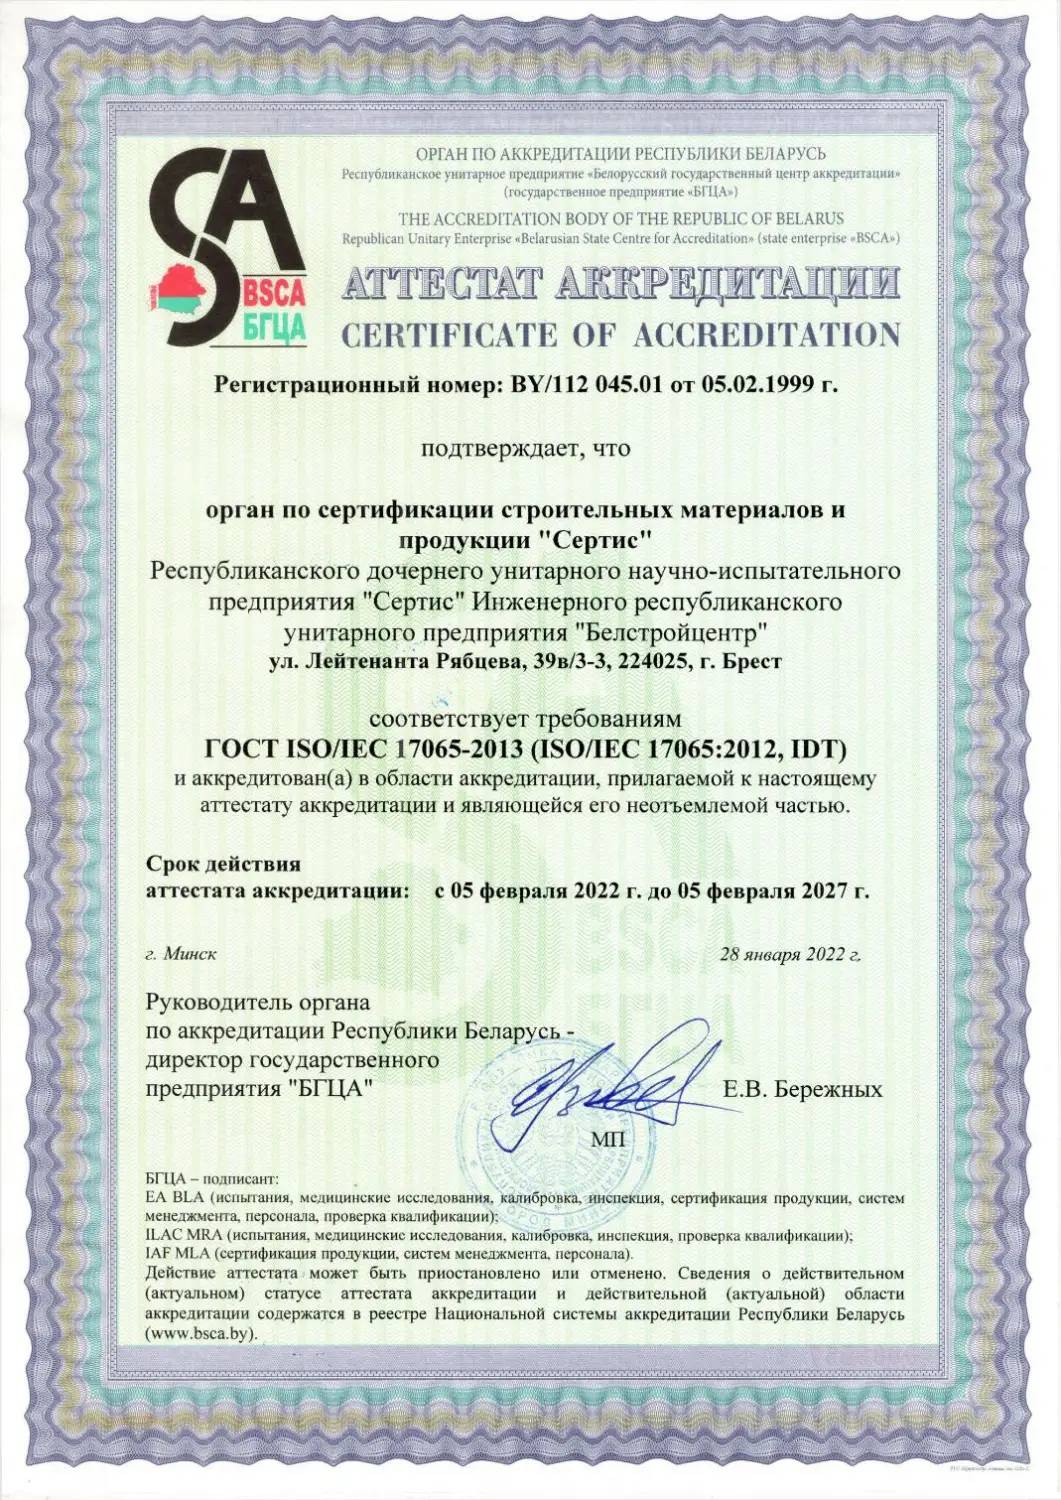 ОРГАН ПО АККРЕДИТАЦИИ РЕСПУБЛИКИ БЕЛАРУСЬ
Республиканское унитарное предприятие «Белорусский государственный центр аккредитации»
(государственное предприятие «БГЦА»)
THE ACCREDITATION BODY OF THE REPUBLIC OF BELARUS
Republican Unitary Enterprise «Belarusian State Centre for Accreditation» (state enterprise «BSCA»)
SA
BSCA
БГЦА
АТТЕСТАТ АККРЕДИТАЦИИ
CERTIFICATE OF ACCREDITATION
Регистрационный номер: BY/112 045.01 от 05.02.1999 г.
подтверждает, что
орган по сертификации строительных материалов и
продукции "Сертис"
Республиканского дочернего унитарного научно-испытательного
предприятия "Сертис" Инженерного республиканского
унитарного предприятия "Белстройцентр"
ул. Лейтенанта Рябцева, 39в/3-3, 224025, г. Брест
соответствует требованиям
ГОСТ ISO/IEC 17065-2013 (ISO/IEC 17065:2012, IDT)
и аккредитован(а) в области аккредитации, прилагаемой к настоящему
аттестату аккредитации и являющейся его неотъемлемой частью.
Срок действия
аттестата аккредитации: с 05 февраля 2022 г. до 05 февраля 2027 г.
г. Минск 28 января 2022 г.
Руководитель органа
по аккредитации Республики Беларусь -
директор государственного
предприятия "БГЦА" Е.В. Бережных
МП
БГЦА – подписант:
EA BLA (испытания, медицинские исследования, калибровка, инспекция, сертификация продукции, систем
менеджмента, персонала, проверка квалификации);
ILAC MRA (испытания, медицинские исследования, калибровка, инспекция, проверка квалификации);
IAF MLA (сертификация продукции, систем менеджмента, персонала).
Действие аттестата может быть приостановлено или отменено. Сведения о действительном
(актуальном) статусе аттестата аккредитации и действительной (актуальной) области
аккредитации содержатся в реестре Национальной системы аккредитации Республики Беларусь
(www.bsca.by).